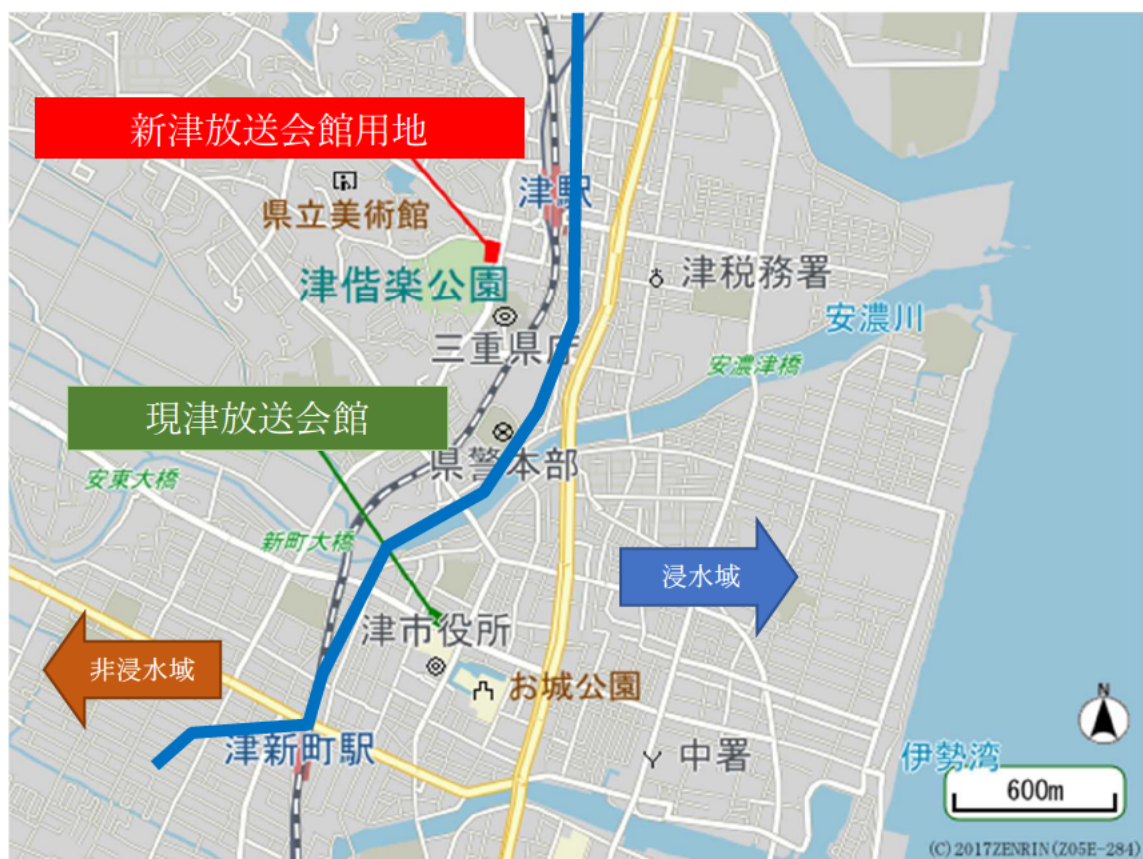 新津放送会館用地
津駅
県立美術館
津偕楽公園
津税務署
安濃川
三重県庁
安濃津橋
現津放送会館
県警本部
安東大橋
新町大橋
浸水域
津市役所
非浸水域
お城公園
N
津新町駅
中署
伊勢湾
600m
(C)2017ZENRIN(Z05E-284)